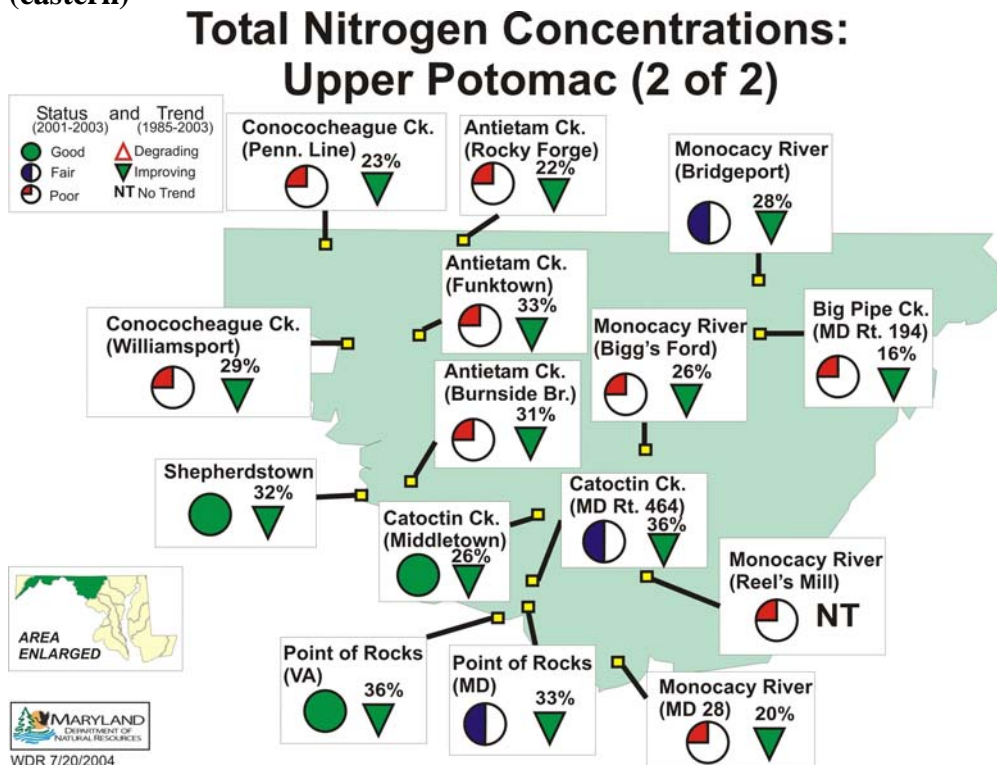 (eastern)
Total Nitrogen Concentrations:
Upper Potomac (2 of 2)
Status and Trend
(2001-2003) (1985-2003)
Good Degrading
Fair Improving
Poor NT No Trend
Conococheague Ck.
(Penn. Line)
23%
Antietam Ck.
(Rocky Forge)
22%
Monocacy River
(Bridgeport)
28%
Antietam Ck.
(Funktown)
33%
Conococheague Ck.
(Williamsport)
29%
Monocacy River
(Bigg's Ford)
26%
Big Pipe Ck.
(MD Rt. 194)
16%
Antietam Ck.
(Burnside Br.)
31%
Shepherdstown
32%
Catoctin Ck.
(Middletown)
26%
Catoctin Ck.
(MD Rt. 464)
36%
Monocacy River
(Reel's Mill)
NT
Point of Rocks
(VA)
36%
Point of Rocks
(MD)
33%
Monocacy River
(MD 28)
20%
AREA
ENLARGED
MARYLAND
DEPARTMENT OF
NATURAL RESOURCES
WDR 7/20/2004